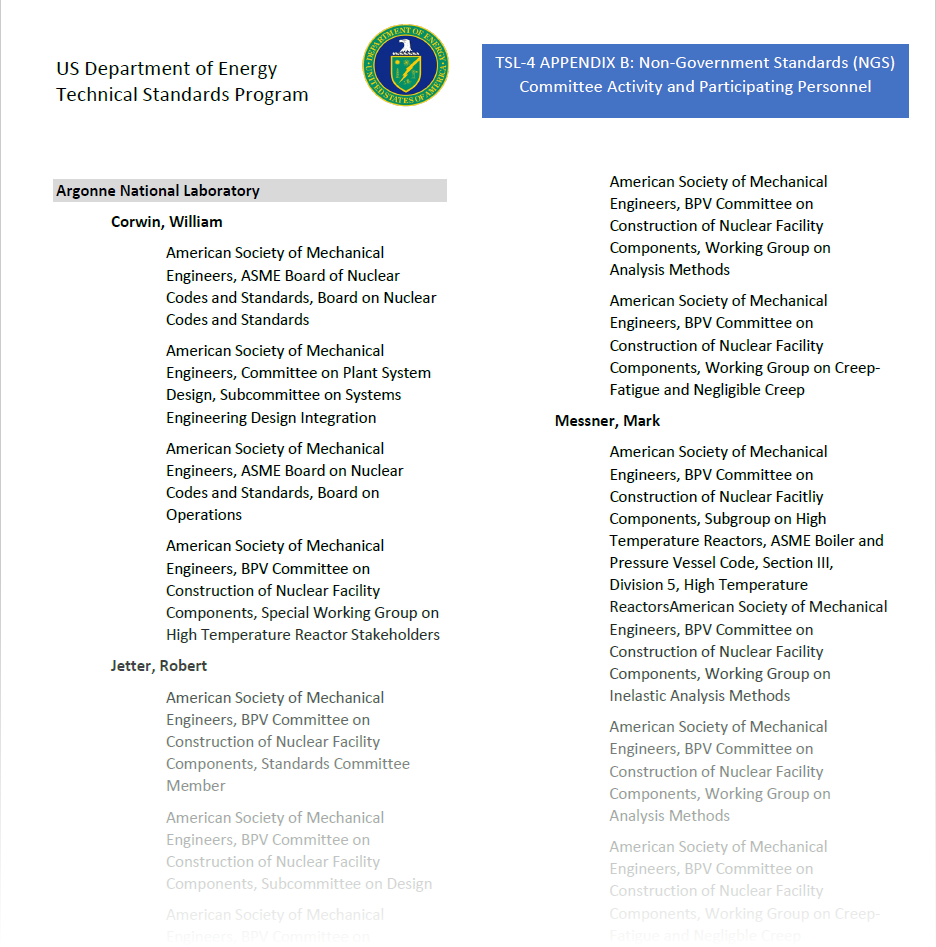 US Department of Energy
Technical Standards Program
DEPARTMENT OF ENERGY
UNITED STATES OF AMERICA
TSL-4 APPENDIX B: Non-Government Standards (NGS)
Committee Activity and Participating Personnel
Argonne National Laboratory
Corwin, William
American Society of Mechanical
Engineers, ASME Board of Nuclear
Codes and Standards, Board on Nuclear
Codes and Standards
American Society of Mechanical
Engineers, Committee on Plant System
Design, Subcommittee on Systems
Engineering Design Integration
American Society of Mechanical
Engineers, ASME Board on Nuclear
Codes and Standards, Board on
Operations
American Society of Mechanical
Engineers, BPV Committee on
Construction of Nuclear Facility
Components, Special Working Group on
High Temperature Reactor Stakeholders
Jetter, Robert
American Society of Mechanical
Engineers, BPV Committee on
Construction of Nuclear Facility
Components, Standards Committee
Member
American Society of Mechanical
Engineers, BPV Committee on
Construction of Nuclear Facility
Components, Subcommittee on Design
American Society of Mechanical
Engineers, BPV Committee on
American Society of Mechanical
Engineers, BPV Committee on
Construction of Nuclear Facility
Components, Working Group on
Analysis Methods
American Society of Mechanical
Engineers, BPV Committee on
Construction of Nuclear Facility
Components, Working Group on Creep-
Fatigue and Negligible Creep
Messner, Mark
American Society of Mechanical
Engineers, BPV Committee on
Construction of Nuclear Facitliy
Components, Subgroup on High
Temperature Reactors, ASME Boiler and
Pressure Vessel Code, Section III,
Division 5, High Temperature
ReactorsAmerican Society of Mechanical
Engineers, BPV Committee on
Construction of Nuclear Facility
Components, Working Group on
Inelastic Analysis Methods
American Society of Mechanical
Engineers, BPV Committee on
Construction of Nuclear Facility
Components, Working Group on
Analysis Methods
American Society of Mechanical
Engineers, BPV Committee on
Construction of Nuclear Facility
Components, Working Group on Creep-
Fatigue and Negligible Creep